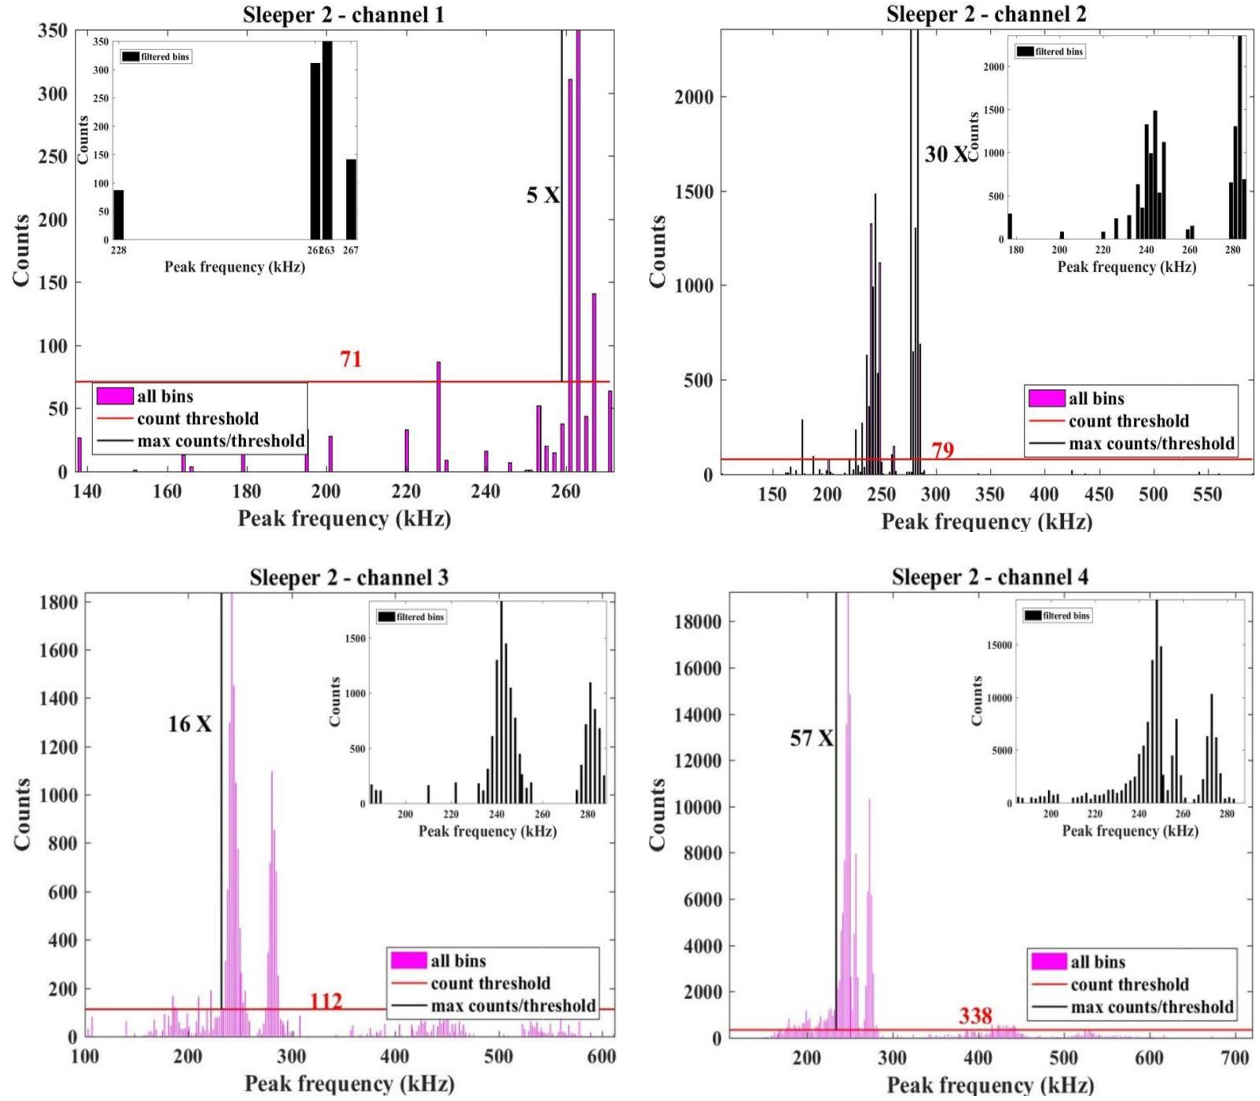 Sleeper 2 - channel 1
350
300
250
200
150
100
50
0
Counts
140 160 180 200 220 240 260
Peak frequency (kHz)
5 X
71
all bins
count threshold
max counts/threshold
filtered bins
350
300
250
200
150
100
50
0
Counts
228 261 263 267
Peak frequency (kHz)
Sleeper 2 - channel 2
2000
1500
1000
500
0
Counts
150 200 250 300 350 400 450 500 550
Peak frequency (kHz)
30 X
79
all bins
count threshold
max counts/threshold
filtered bins
2000
1500
1000
500
0
Counts
180 200 220 240 260 280
Peak frequency (kHz)
Sleeper 2 - channel 3
1800
1600
1400
1200
1000
800
600
400
200
0
Counts
100 200 300 400 500 600
Peak frequency (kHz)
16 X
112
all bins
count threshold
max counts/threshold
filtered bins
1500
1000
500
0
Counts
200 220 240 260 280
Peak frequency (kHz)
Sleeper 2 - channel 4
18000
16000
14000
12000
10000
8000
6000
4000
2000
0
Counts
200 300 400 500 600 700
Peak frequency (kHz)
57 X
338
all bins
count threshold
max counts/threshold
filtered bins
15000
10000
5000
0
Counts
200 220 240 260 280
Peak frequency (kHz)